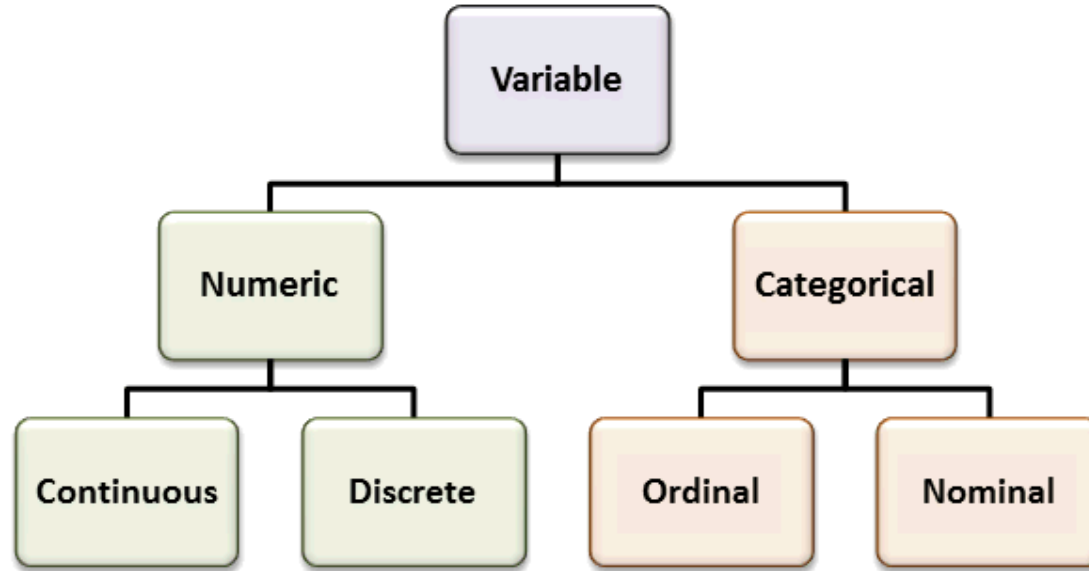 Variable
Numeric
Categorical
Continuous
Discrete
Ordinal
Nominal